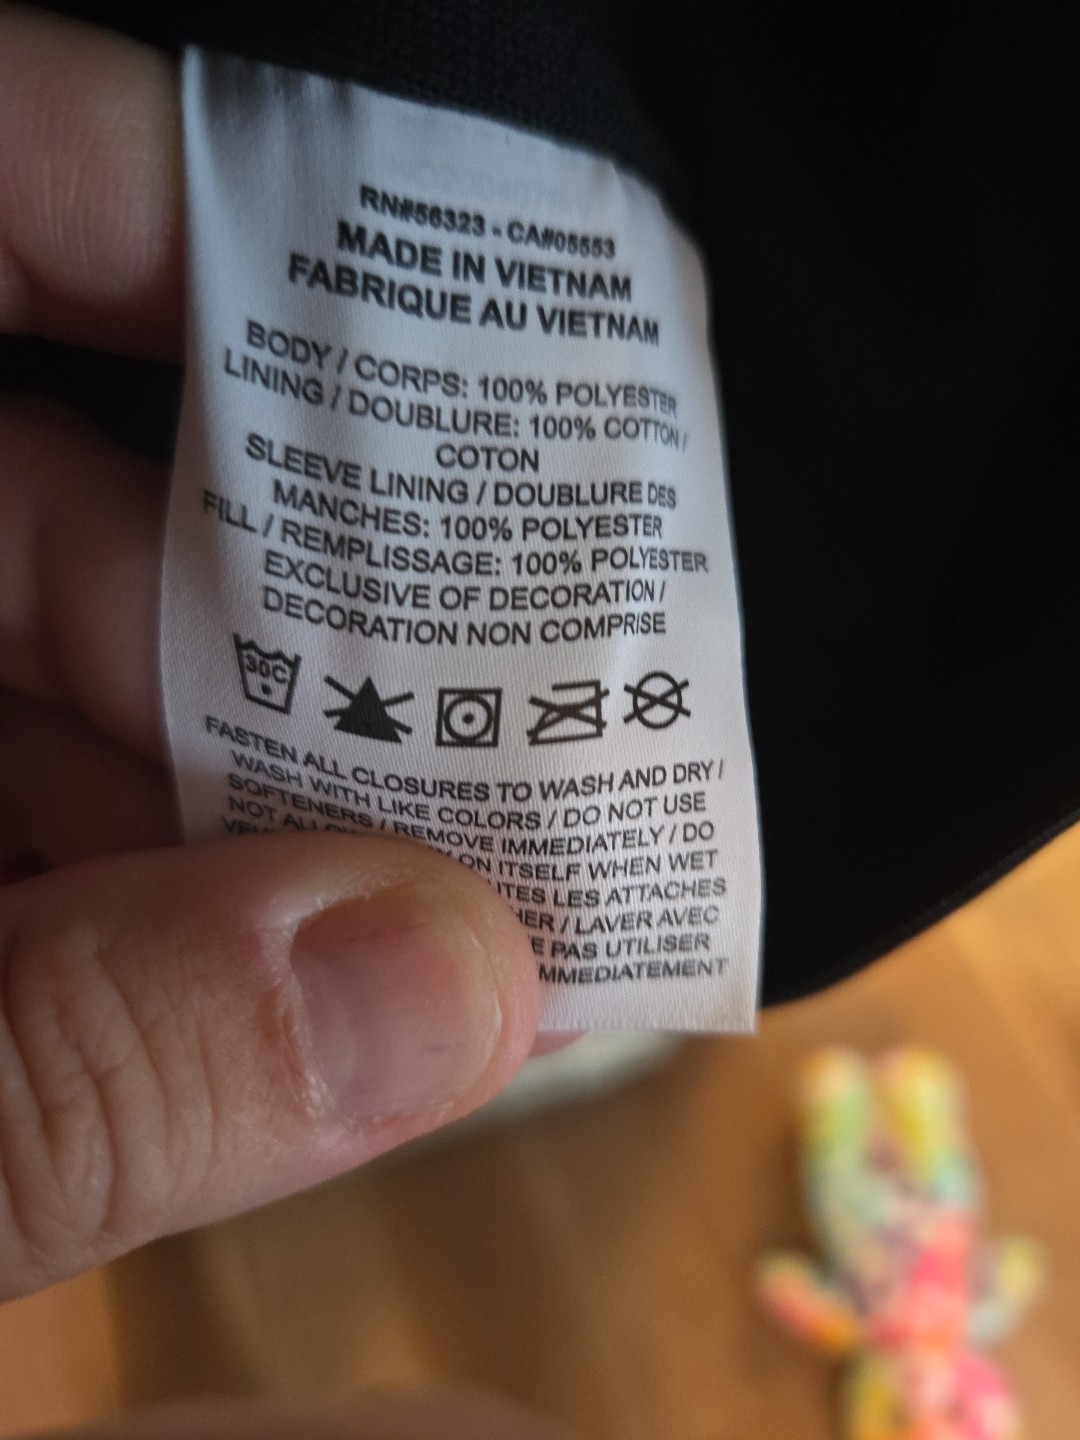 RN#56323 - CA#05553
MADE IN VIETNAM
FABRIQUE AU VIETNAM
BODY / CORPS: 100% POLYESTER
LINING / DOUBLURE: 100% COTTON /
COTON
SLEEVE LINING / DOUBLURE DES
MANCHES: 100% POLYESTER
FILL / REMPLISSAGE: 100% POLYESTER
EXCLUSIVE OF DECORATION /
DECORATION NON COMPRISE
30C
FASTEN ALL CLOSURES TO WASH AND DRY /
WASH WITH LIKE COLORS / DO NOT USE
SOFTENERS / REMOVE IMMEDIATELY / DO
NOT ON ITSELF WHEN WET
LES ATTACHES
/ LAVER AVEC
PAS UTILISER